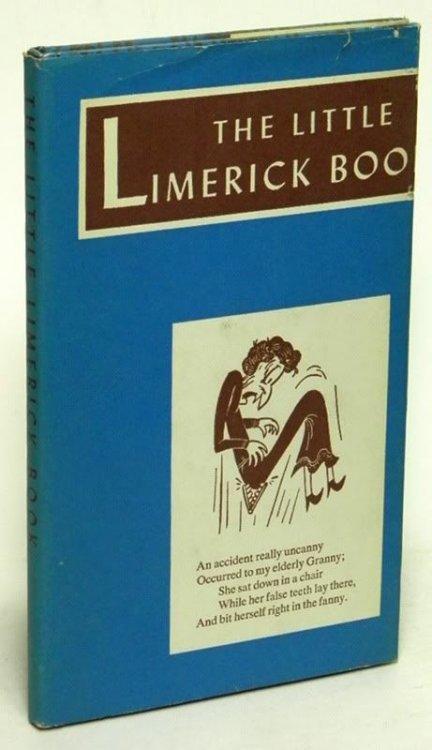 THE LITTLE LIMERICK BOOK
THE LITTLE
LIMERICK BOO
An accident really uncanny
Occurred to my elderly Granny;
She sat down in a chair
While her false teeth lay there,
And bit herself right in the fanny.